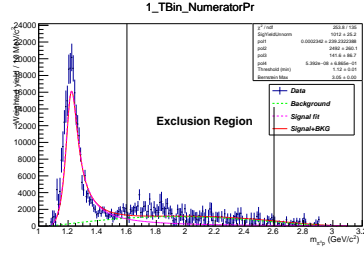 1_TBin_NumeratorPr
χ² / ndf 253.8 / 135
SigYieldUnnorm 1012 ± 25.2
pol1 0.0002342 ± 239.2322388
pol2 2492 ± 260.1
pol3 141.6 ± 86.7
pol4 5.392e-08 ± 6.865e-01
Threshold (min) 1.12 ± 0.01
Bernstein Max 3.05 ± 0.00
Data
Background
Signal fit
Signal+BKG
Exclusion Region
24000
22000
20000
18000
16000
14000
12000
10000
8000
6000
4000
2000
0
1 1.2 1.4 1.6 1.8 2 2.2 2.4 2.6 2.8 3 3.2
(GeV/c²)